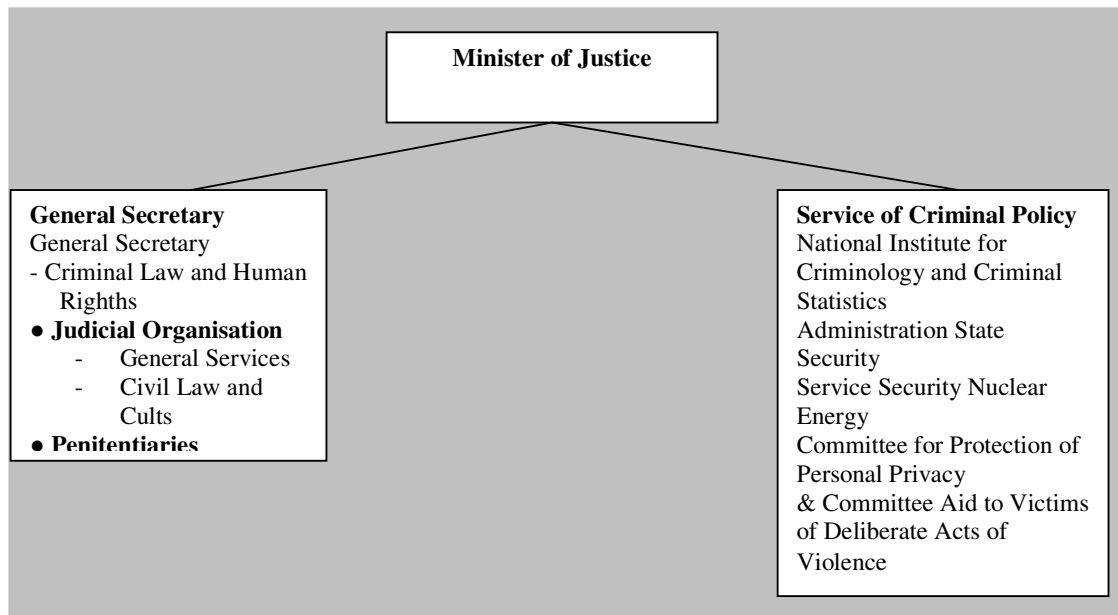 Minister of Justice
General Secretary
General Secretary
- Criminal Law and Human
Righths
● Judicial Organisation
- General Services
- Civil Law and
Cults
● Penitentiaries
Service of Criminal Policy
National Institute for
Criminology and Criminal
Statistics
Administration State
Security
Service Security Nuclear
Energy
Committee for Protection of
Personal Privacy
& Committee Aid to Victims
of Deliberate Acts of
Violence